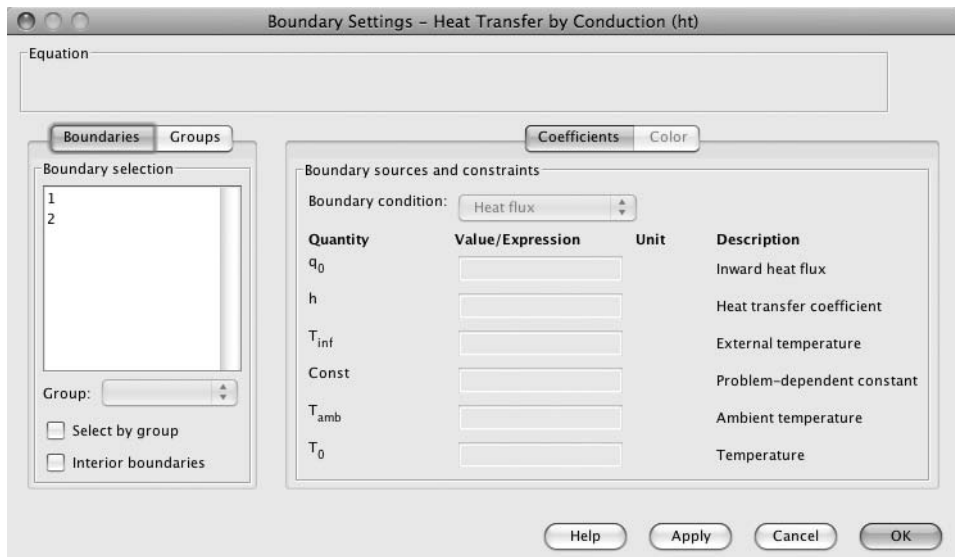 Boundary Settings – Heat Transfer by Conduction (ht)
Equation
Boundaries Groups
Boundary selection
1
2
Group:
Select by group
Interior boundaries
Coefficients Color
Boundary sources and constraints
Boundary condition: Heat flux
Quantity Value/Expression Unit Description
q0 Inward heat flux
h Heat transfer coefficient
Tinf External temperature
Const Problem-dependent constant
Tamb Ambient temperature
T0 Temperature
Help Apply Cancel OK